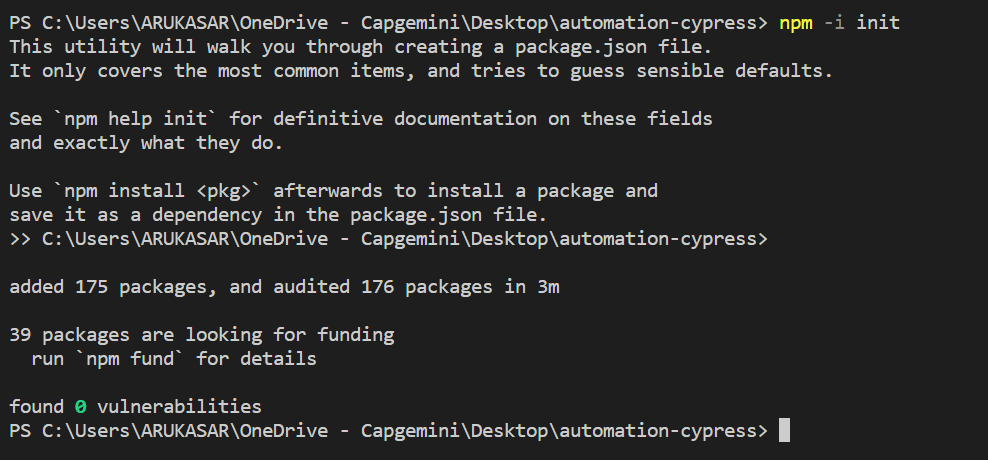 PS C:\Users\ARUKASAR\OneDrive - Capgemini\Desktop\automation-cypress> npm -i init
This utility will walk you through creating a package.json file.
It only covers the most common items, and tries to guess sensible defaults.

See `npm help init` for definitive documentation on these fields
and exactly what they do.

Use `npm install <pkg>` afterwards to install a package and
save it as a dependency in the package.json file.
>> C:\Users\ARUKASAR\OneDrive - Capgemini\Desktop\automation-cypress>

added 175 packages, and audited 176 packages in 3m

39 packages are looking for funding
  run `npm fund` for details

found 0 vulnerabilities
PS C:\Users\ARUKASAR\OneDrive - Capgemini\Desktop\automation-cypress>